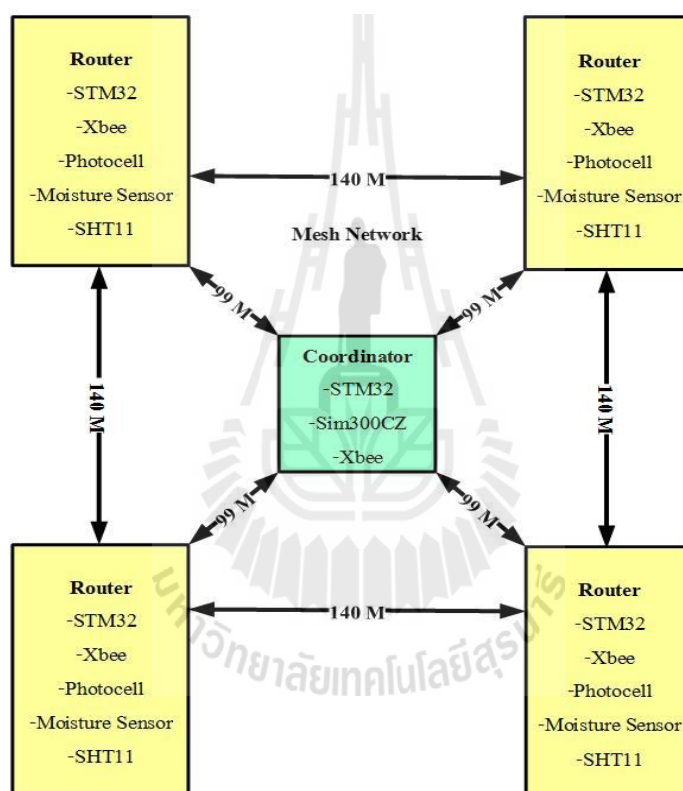 Router
-STM32
-Xbee
-Photocell
-Moisture Sensor
-SHT11
Router
-STM32
-Xbee
-Photocell
-Moisture Sensor
-SHT11
140 M
Mesh Network
99 M
99 M
Coordinator
-STM32
-Sim300CZ
-Xbee
140 M
140 M
99 M
99 M
Router
-STM32
-Xbee
-Photocell
-Moisture Sensor
-SHT11
140 M
Router
-STM32
-Xbee
-Photocell
-Moisture Sensor
-SHT11
มหาวิทยาลัยเทคโนโลยีสุรนารี